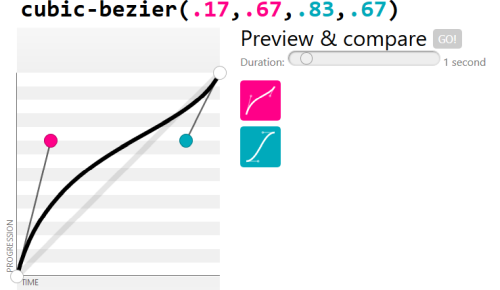 cubic-bezier(.17,.67,.83,.67)
Preview & compare GO!
Duration: 1 second
PROGRESSION
TIME